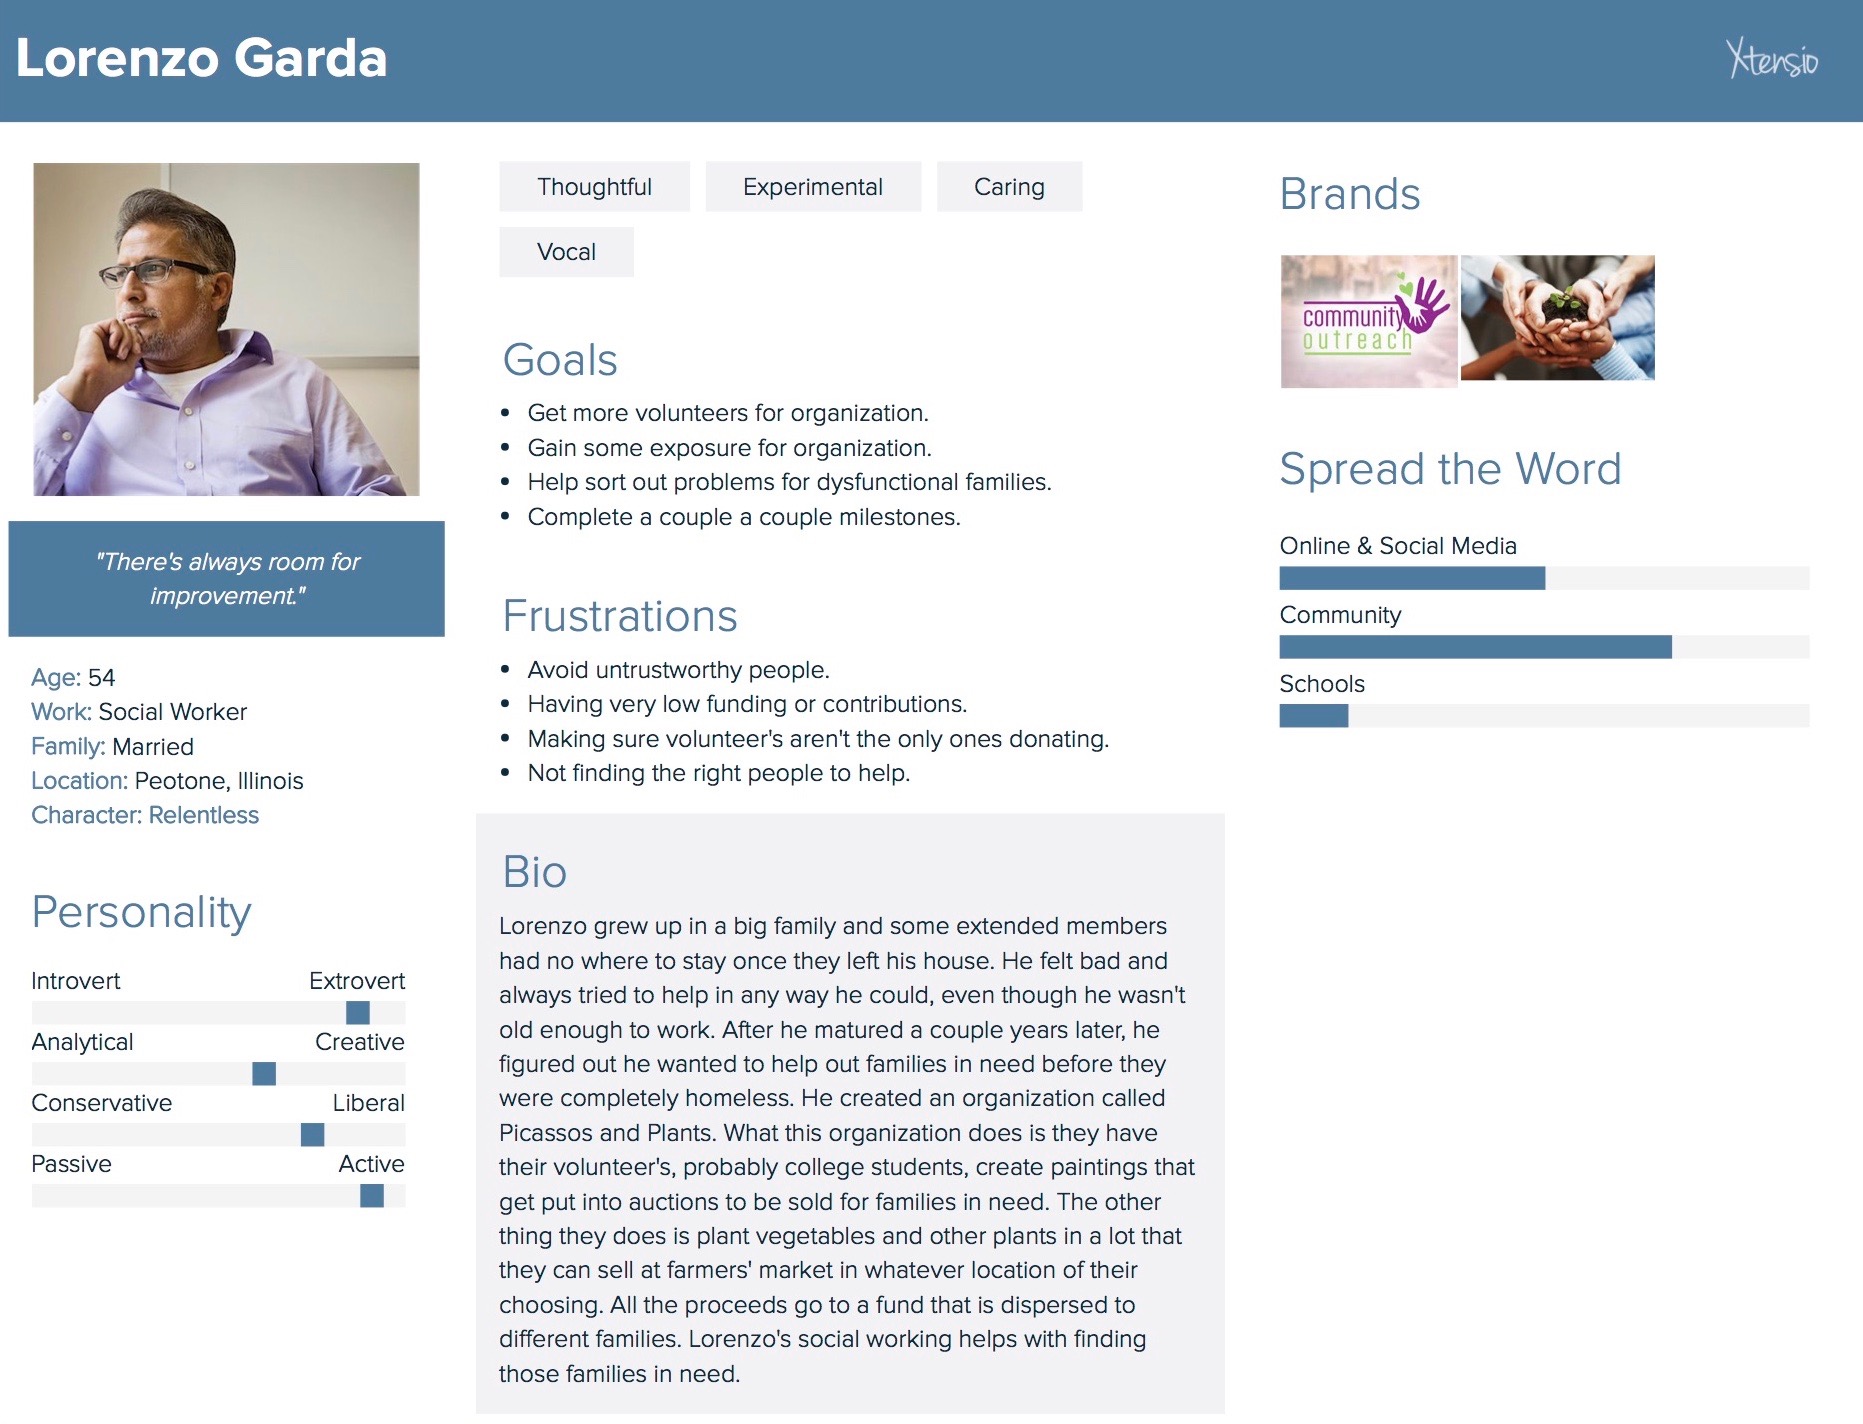 Lorenzo Garda
Xtensio
"There's always room for
improvement."
Age: 54
Work: Social Worker
Family: Married
Location: Peotone, Illinois
Character: Relentless
Personality
Introvert Extrovert
Analytical Creative
Conservative Liberal
Passive Active
Thoughtful Experimental Caring
Vocal
Goals
• Get more volunteers for organization.
• Gain some exposure for organization.
• Help sort out problems for dysfunctional families.
• Complete a couple a couple milestones.
Frustrations
• Avoid untrustworthy people.
• Having very low funding or contributions.
• Making sure volunteer's aren't the only ones donating.
• Not finding the right people to help.
Bio
Lorenzo grew up in a big family and some extended members
had no where to stay once they left his house. He felt bad and
always tried to help in any way he could, even though he wasn't
old enough to work. After he matured a couple years later, he
figured out he wanted to help out families in need before they
were completely homeless. He created an organization called
Picassos and Plants. What this organization does is they have
their volunteer's, probably college students, create paintings that
get put into auctions to be sold for families in need. The other
thing they does is plant vegetables and other plants in a lot that
they can sell at farmers' market in whatever location of their
choosing. All the proceeds go to a fund that is dispersed to
different families. Lorenzo's social working helps with finding
those families in need.
Brands
community
outreach
Spread the Word
Online & Social Media
Community
Schools